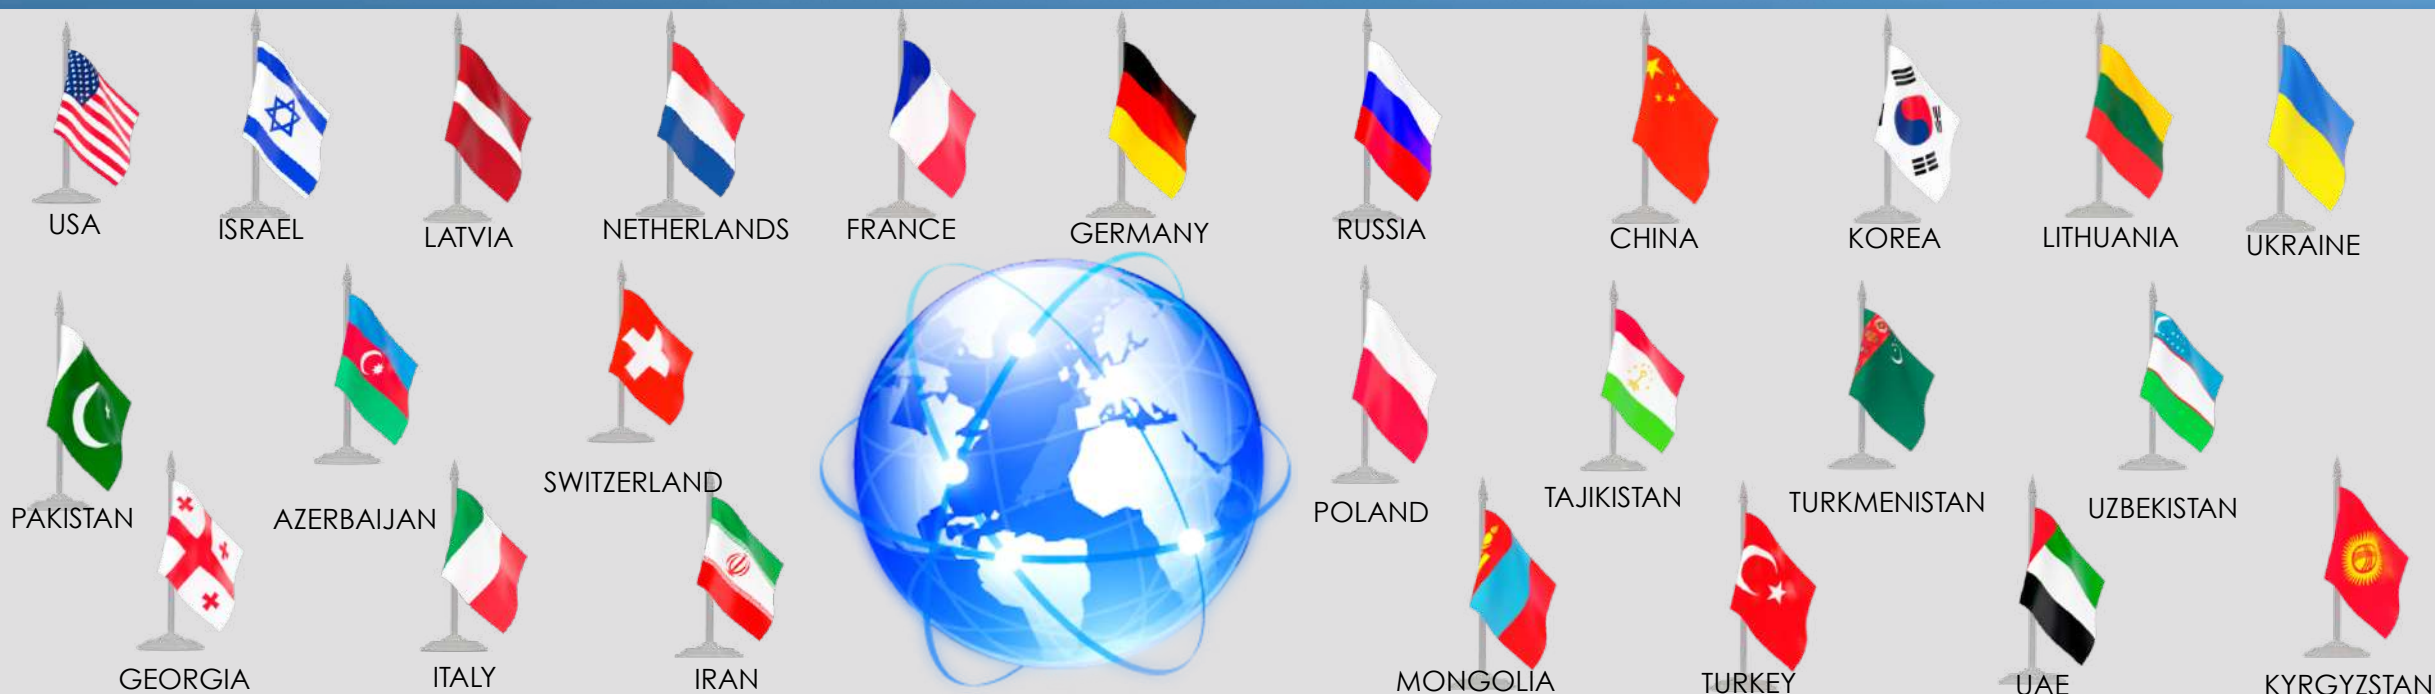 USA
ISRAEL
LATVIA
NETHERLANDS
FRANCE
GERMANY
RUSSIA
CHINA
KOREA
LITHUANIA
UKRAINE
PAKISTAN
AZERBAIJAN
SWITZERLAND
POLAND
TAJIKISTAN
TURKMENISTAN
UZBEKISTAN
GEORGIA
ITALY
IRAN
MONGOLIA
TURKEY
UAE
KYRGYZSTAN